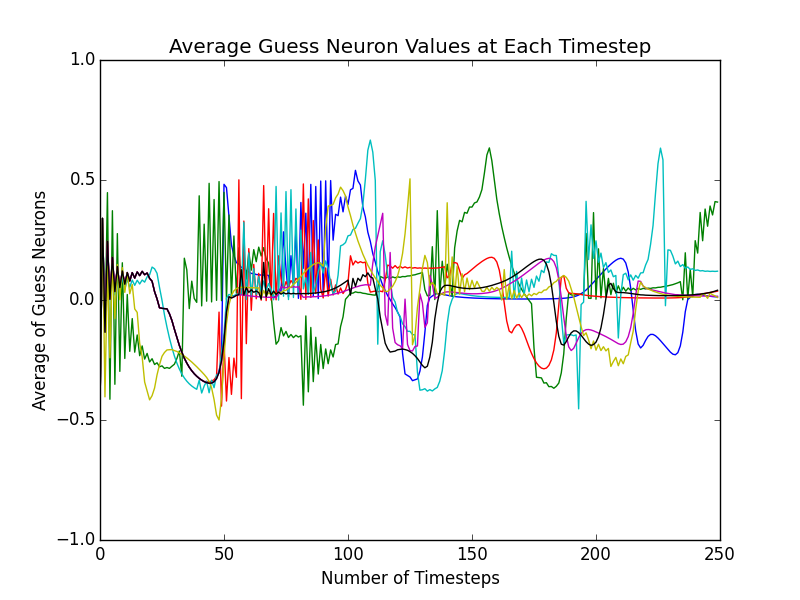 Average Guess Neuron Values at Each Timestep
1.0
0.5
0.0
−0.5
−1.0
Average of Guess Neurons
0 50 100 150 200 250
Number of Timesteps